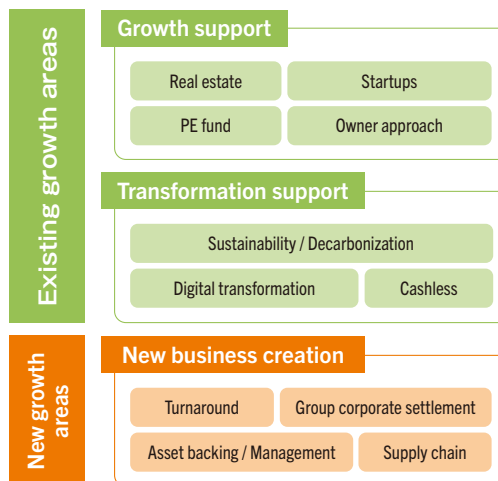 Existing growth areas
Growth support
Real estate
Startups
PE fund
Owner approach
Transformation support
Sustainability / Decarbonization
Digital transformation
Cashless
New growth
areas
New business creation
Turnaround
Group corporate settlement
Asset backing / Management
Supply chain